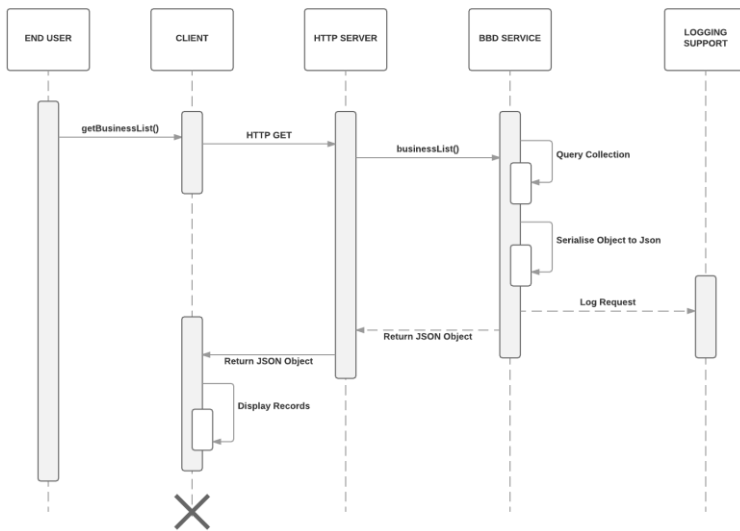 END USER
CLIENT
HTTP SERVER
BBD SERVICE
LOGGING
SUPPORT
getBusinessList()
HTTP GET
businessList()
Query Collection
Serialise Object to Json
Log Request
Return JSON Object
Return JSON Object
Display Records